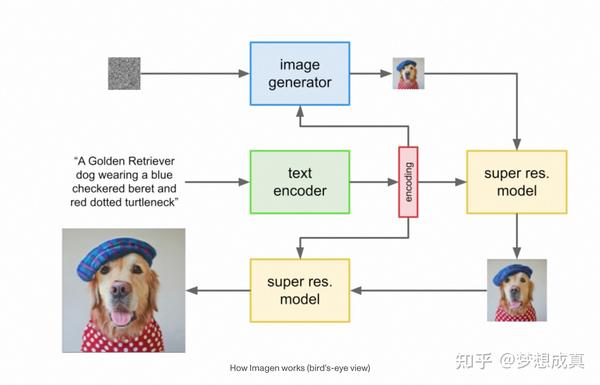 image
generator
"A Golden Retriever
dog wearing a blue
checkered beret and
red dotted turtleneck"
text
encoder
encoding
super res.
model
super res.
model
How Imagen works (bird's-eye view)
知乎 @梦想成真